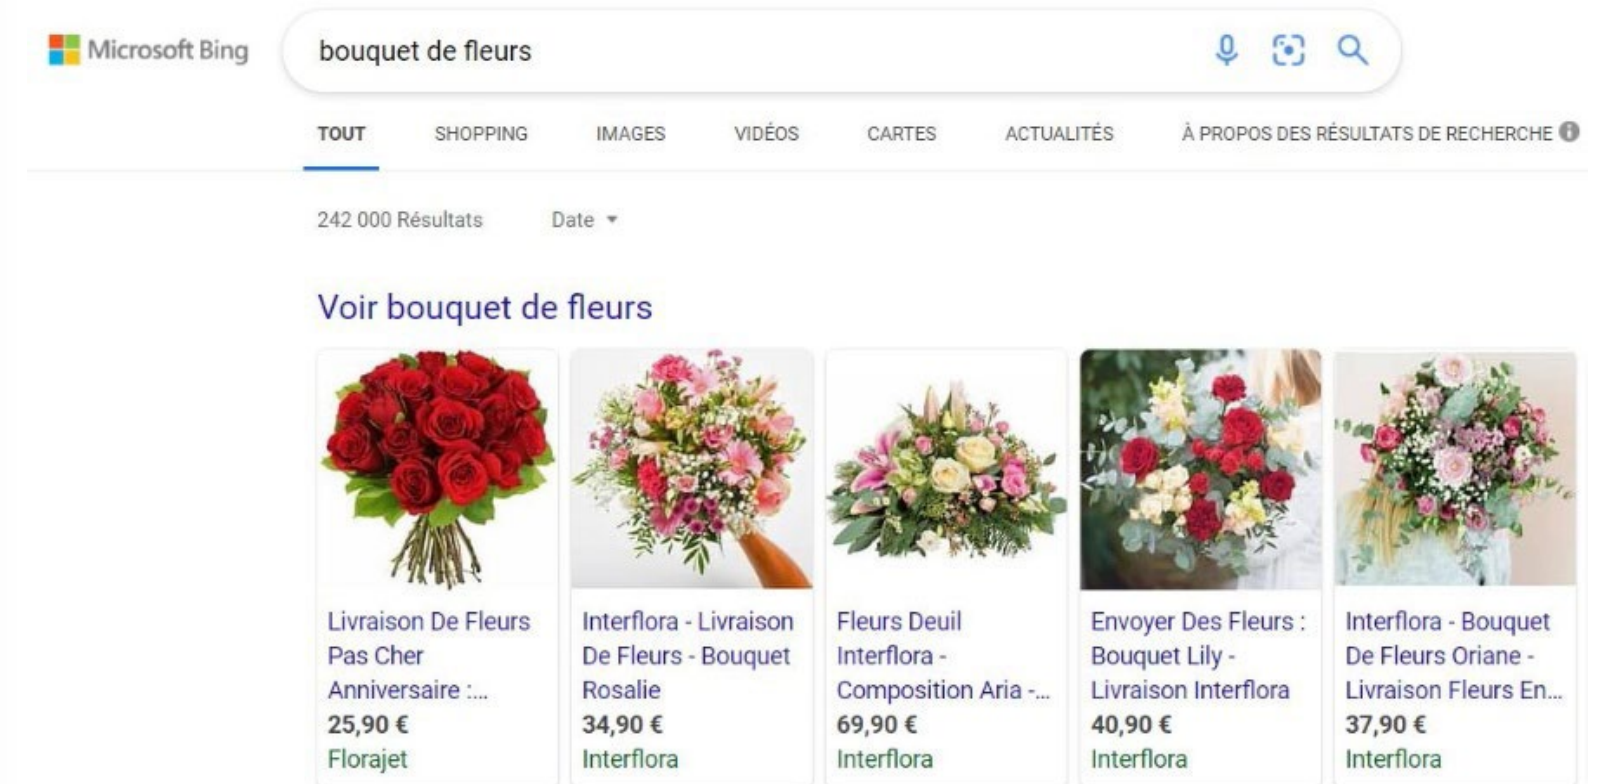 Microsoft Bing
bouquet de fleurs
TOUT SHOPPING IMAGES VIDÉOS CARTES ACTUALITÉS À PROPOS DES RÉSULTATS DE RECHERCHE
242 000 Résultats Date
Voir bouquet de fleurs
Livraison De Fleurs
Pas Cher
Anniversaire :...
25,90 €
Florajet
Interflora - Livraison
De Fleurs - Bouquet
Rosalie
34,90 €
Interflora
Fleurs Deuil
Interflora -
Composition Aria -...
69,90 €
Interflora
Envoyer Des Fleurs :
Bouquet Lily -
Livraison Interflora
40,90 €
Interflora
Interflora - Bouquet
De Fleurs Oriane -
Livraison Fleurs En...
37,90 €
Interflora